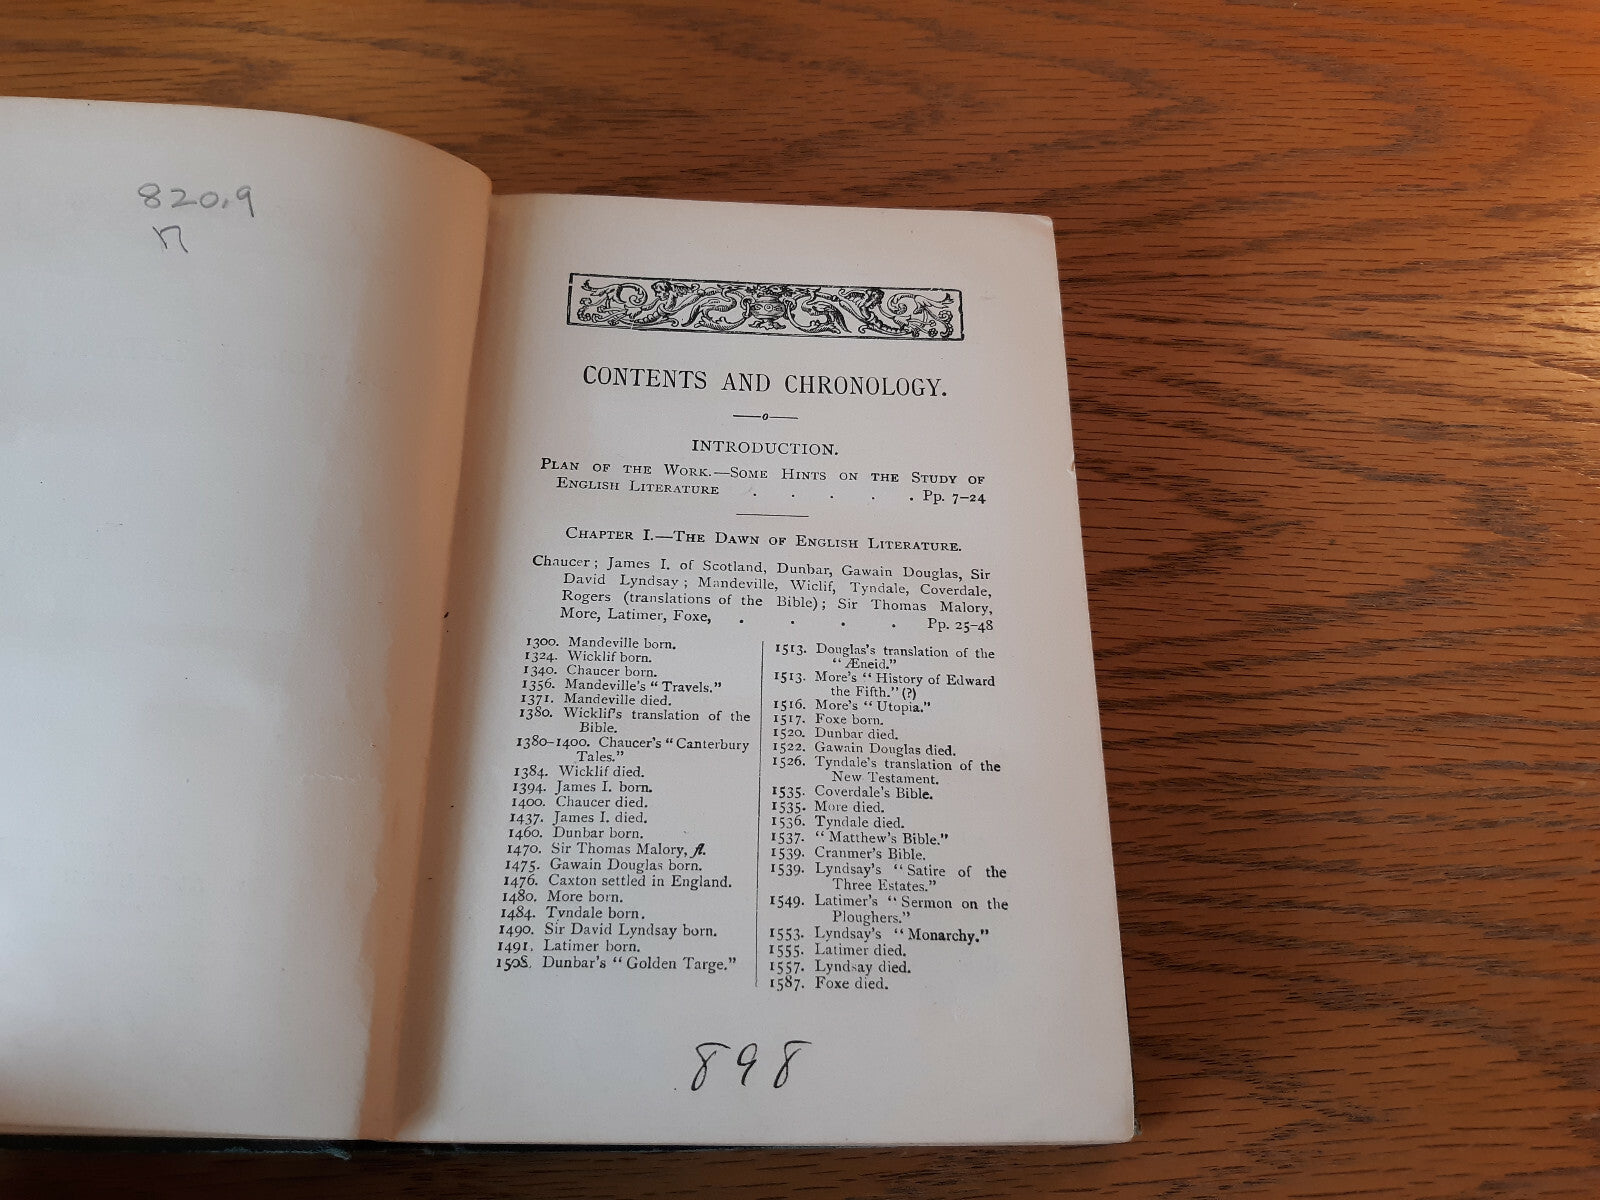 820.9
n
CONTENTS AND CHRONOLOGY.
INTRODUCTION.
PLAN OF THE WORK.—SOME HINTS ON THE STUDY OF
ENGLISH LITERATURE . . . . . Pp. 7–24
CHAPTER I.—THE DAWN OF ENGLISH LITERATURE.
Chaucer; James I. of Scotland, Dunbar, Gawain Douglas, Sir
David Lyndsay; Mandeville, Wiclif, Tyndale, Coverdale,
Rogers (translations of the Bible); Sir Thomas Malory,
More, Latimer, Foxe, . . . . Pp. 25–48
1300. Mandeville born.
1324. Wicklif born.
1340. Chaucer born.
1356. Mandeville's "Travels."
1371. Mandeville died.
1380. Wicklif's translation of the
Bible.
1380–1400. Chaucer's "Canterbury
Tales."
1384. Wicklif died.
1394. James I. born.
1400. Chaucer died.
1437. James I. died.
1460. Dunbar born.
1470. Sir Thomas Malory, fl.
1475. Gawain Douglas born.
1476. Caxton settled in England.
1480. More born.
1484. Tyndale born.
1490. Sir David Lyndsay born.
1491. Latimer born.
1508. Dunbar's "Golden Targe."
1513. Douglas's translation of the
"Æneid."
1513. More's "History of Edward
the Fifth." (?)
1516. More's "Utopia."
1517. Foxe born.
1520. Dunbar died.
1522. Gawain Douglas died.
1526. Tyndale's translation of the
New Testament.
1535. Coverdale's Bible.
1535. More died.
1536. Tyndale died.
1537. "Matthew's Bible."
1539. Cranmer's Bible.
1539. Lyndsay's "Satire of the
Three Estates."
1549. Latimer's "Sermon on the
Ploughers."
1553. Lyndsay's "Monarchy."
1555. Latimer died.
1557. Lyndsay died.
1587. Foxe died.
898